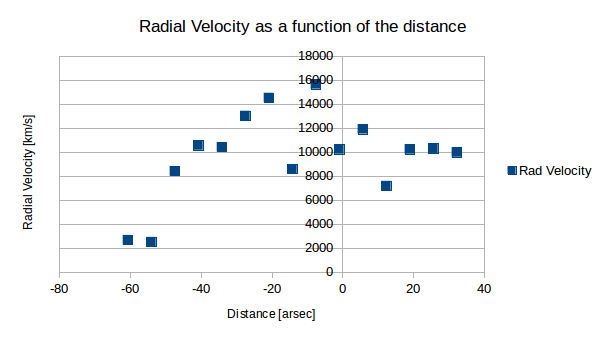 Radial Velocity as a function of the distance
18000
16000
14000
12000
10000
8000
6000
4000
2000
0
Radial Velocity [km/s]
Rad Velocity
-80 -60 -40 -20 0 20 40
Distance [arsec]